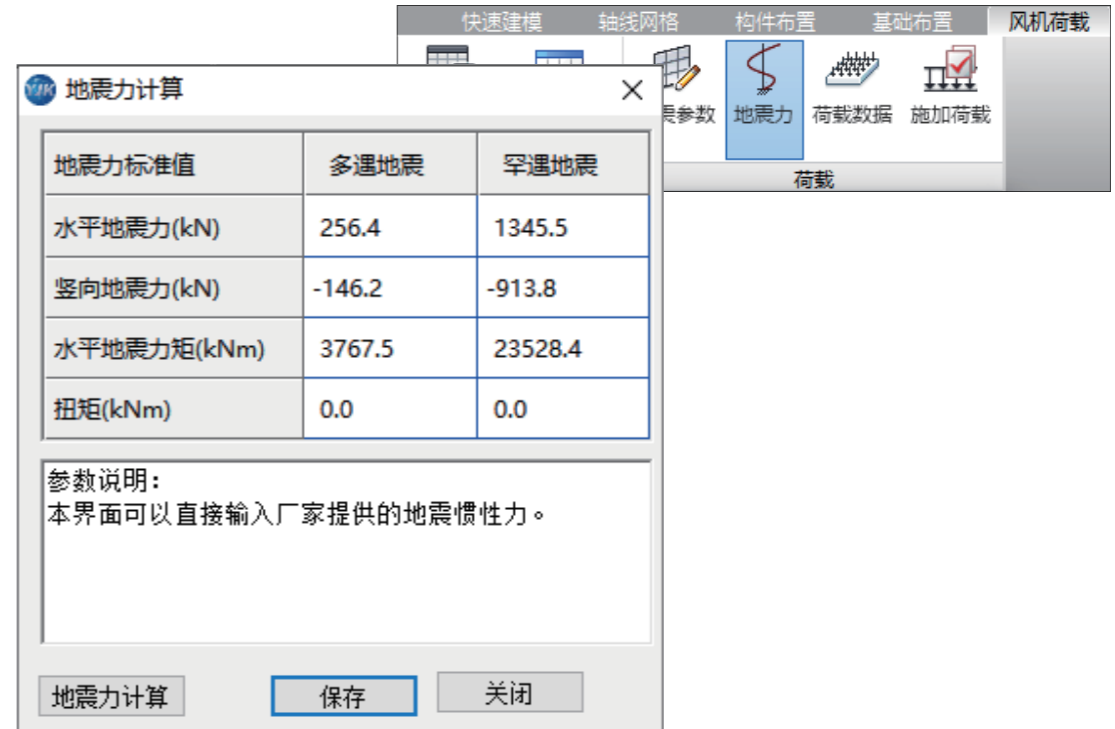 快速建模 轴线网格 构件布置 基础布置 风机荷载
震参数 地震力 荷载数据 施加荷载
荷载
YJK 地震力计算
地震力标准值 多遇地震 罕遇地震
水平地震力(kN) 256.4 1345.5
竖向地震力(kN) -146.2 -913.8
水平地震力矩(kNm) 3767.5 23528.4
扭矩(kNm) 0.0 0.0
参数说明:
本界面可以直接输入厂家提供的地震惯性力。
地震力计算 保存 关闭